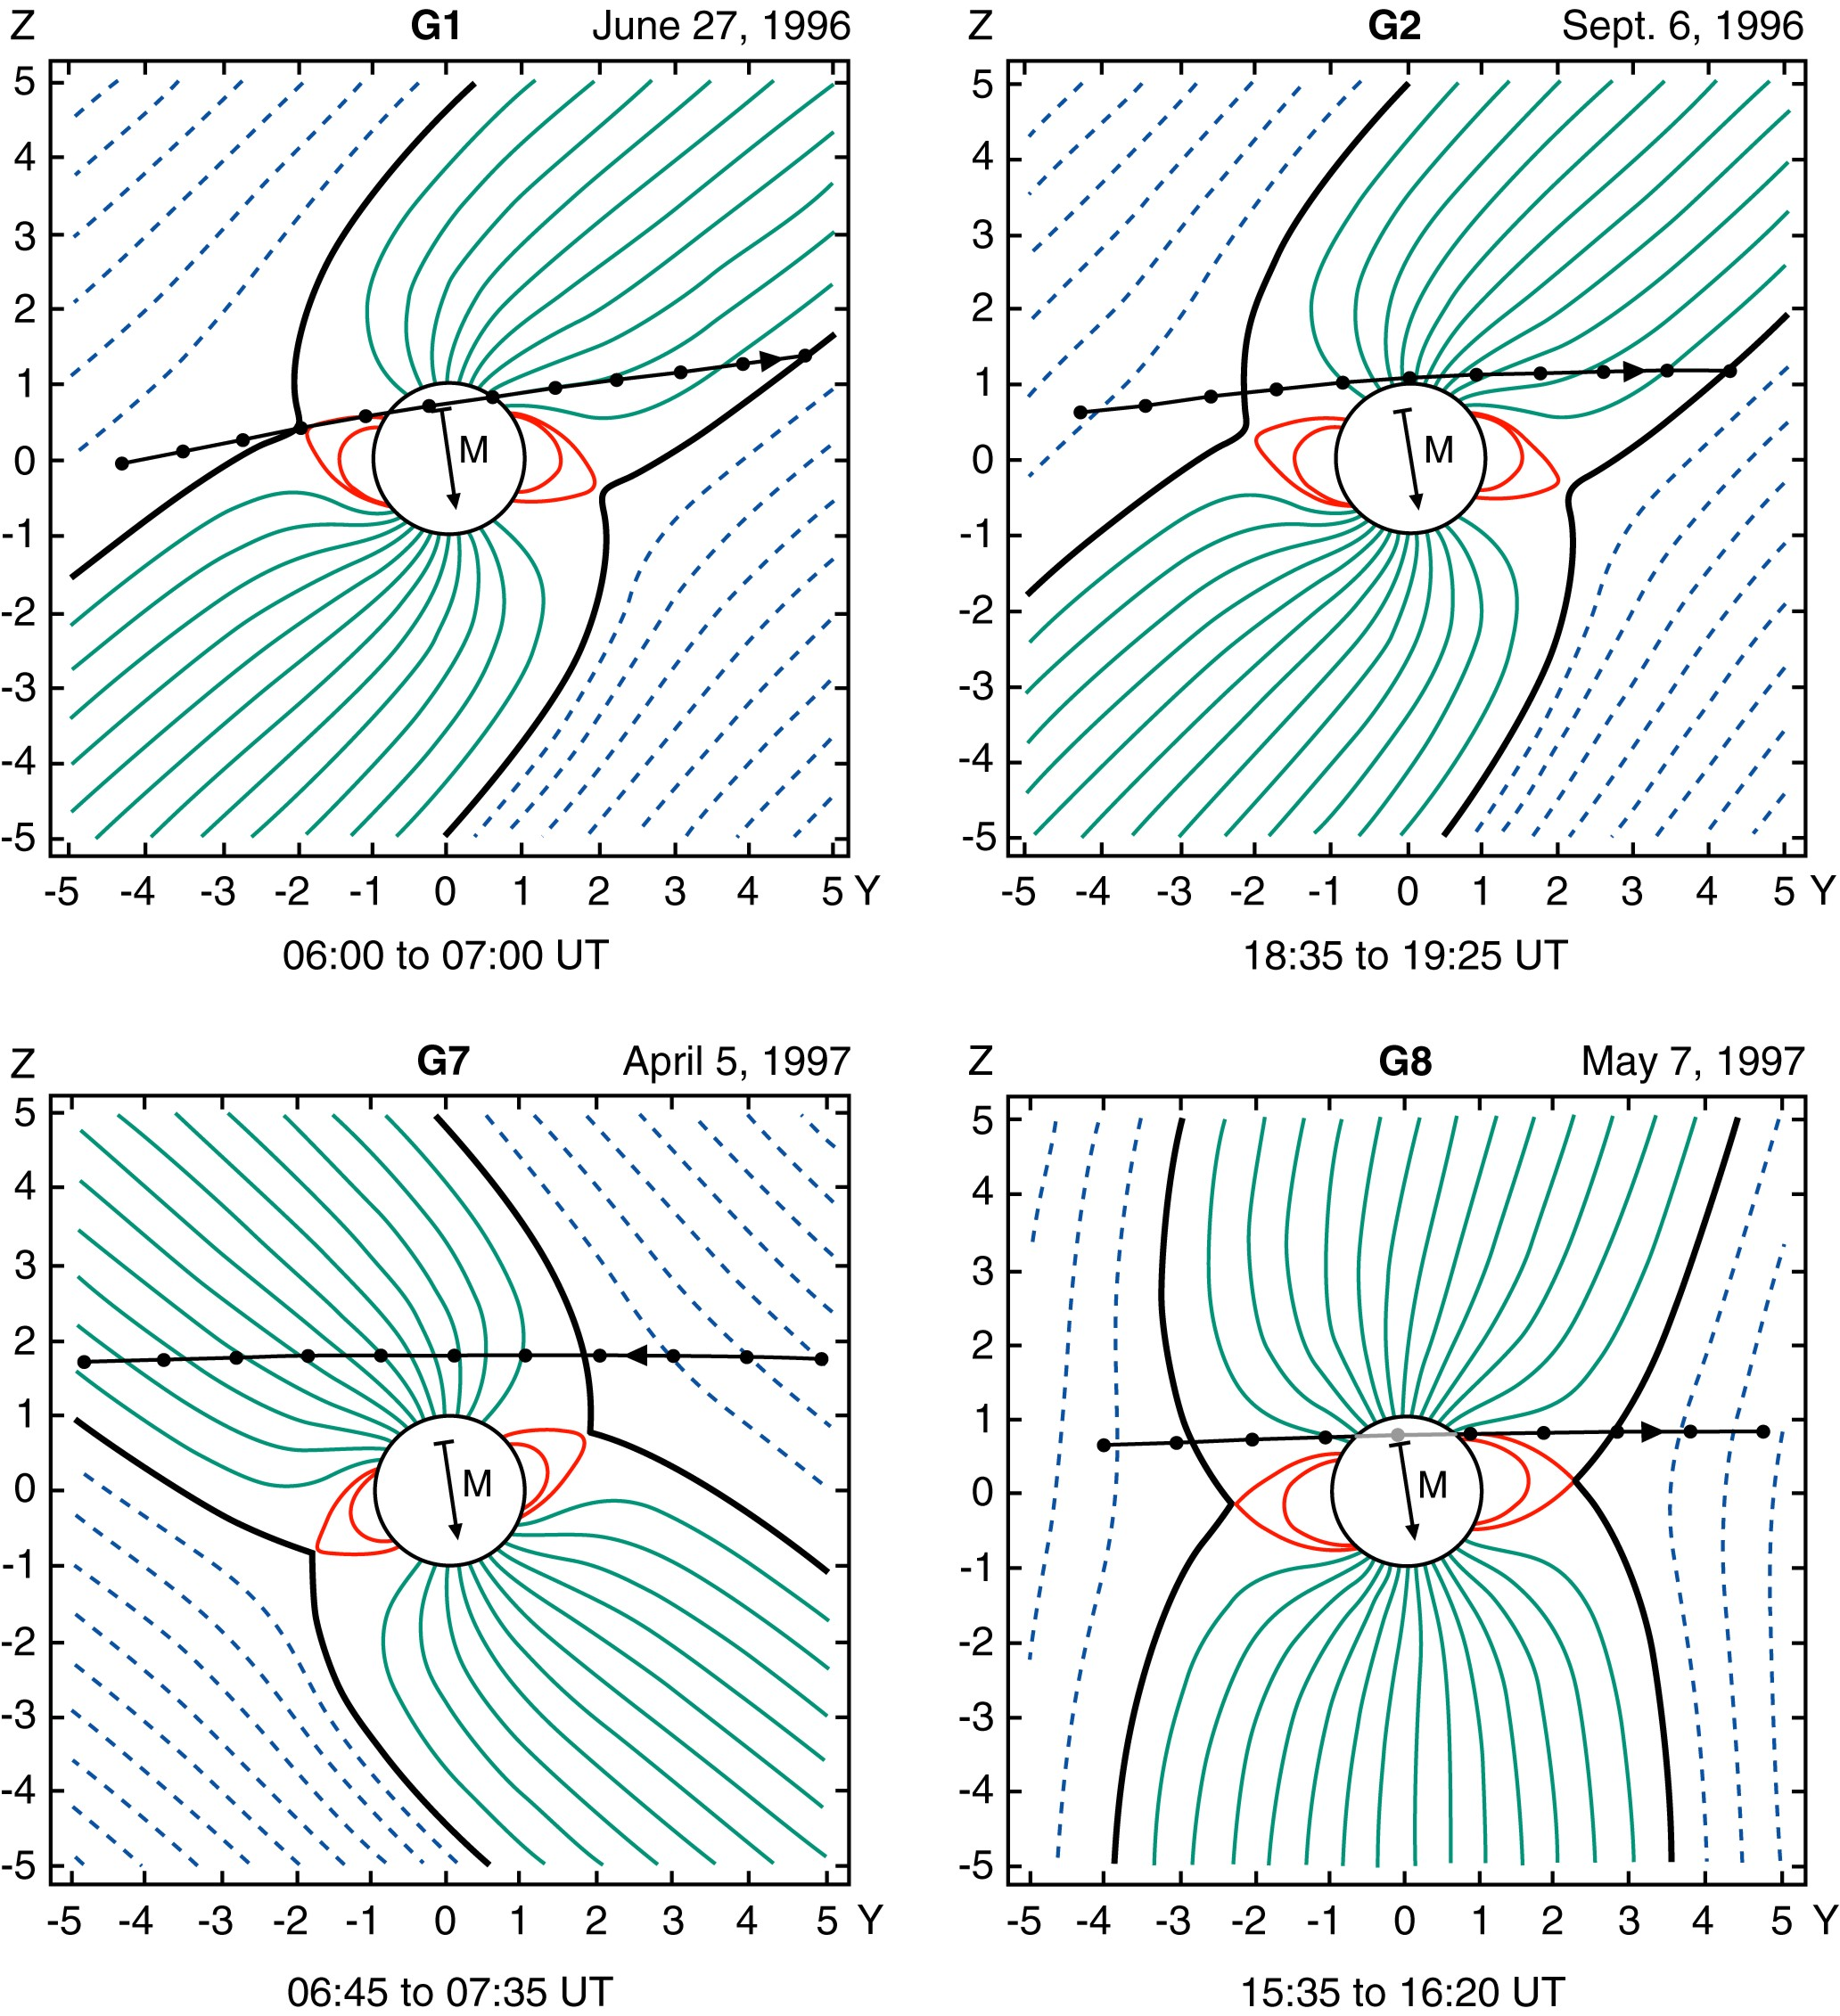 Z G1 June 27, 1996
5
4
3
2
1
0
-1
-2
-3
-4
-5
M
-5 -4 -3 -2 -1 0 1 2 3 4 5 Y
06:00 to 07:00 UT
Z G2 Sept. 6, 1996
5
4
3
2
1
0
-1
-2
-3
-4
-5
M
-5 -4 -3 -2 -1 0 1 2 3 4 5 Y
18:35 to 19:25 UT
Z G7 April 5, 1997
5
4
3
2
1
0
-1
-2
-3
-4
-5
M
-5 -4 -3 -2 -1 0 1 2 3 4 5 Y
06:45 to 07:35 UT
Z G8 May 7, 1997
5
4
3
2
1
0
-1
-2
-3
-4
-5
M
-5 -4 -3 -2 -1 0 1 2 3 4 5 Y
15:35 to 16:20 UT